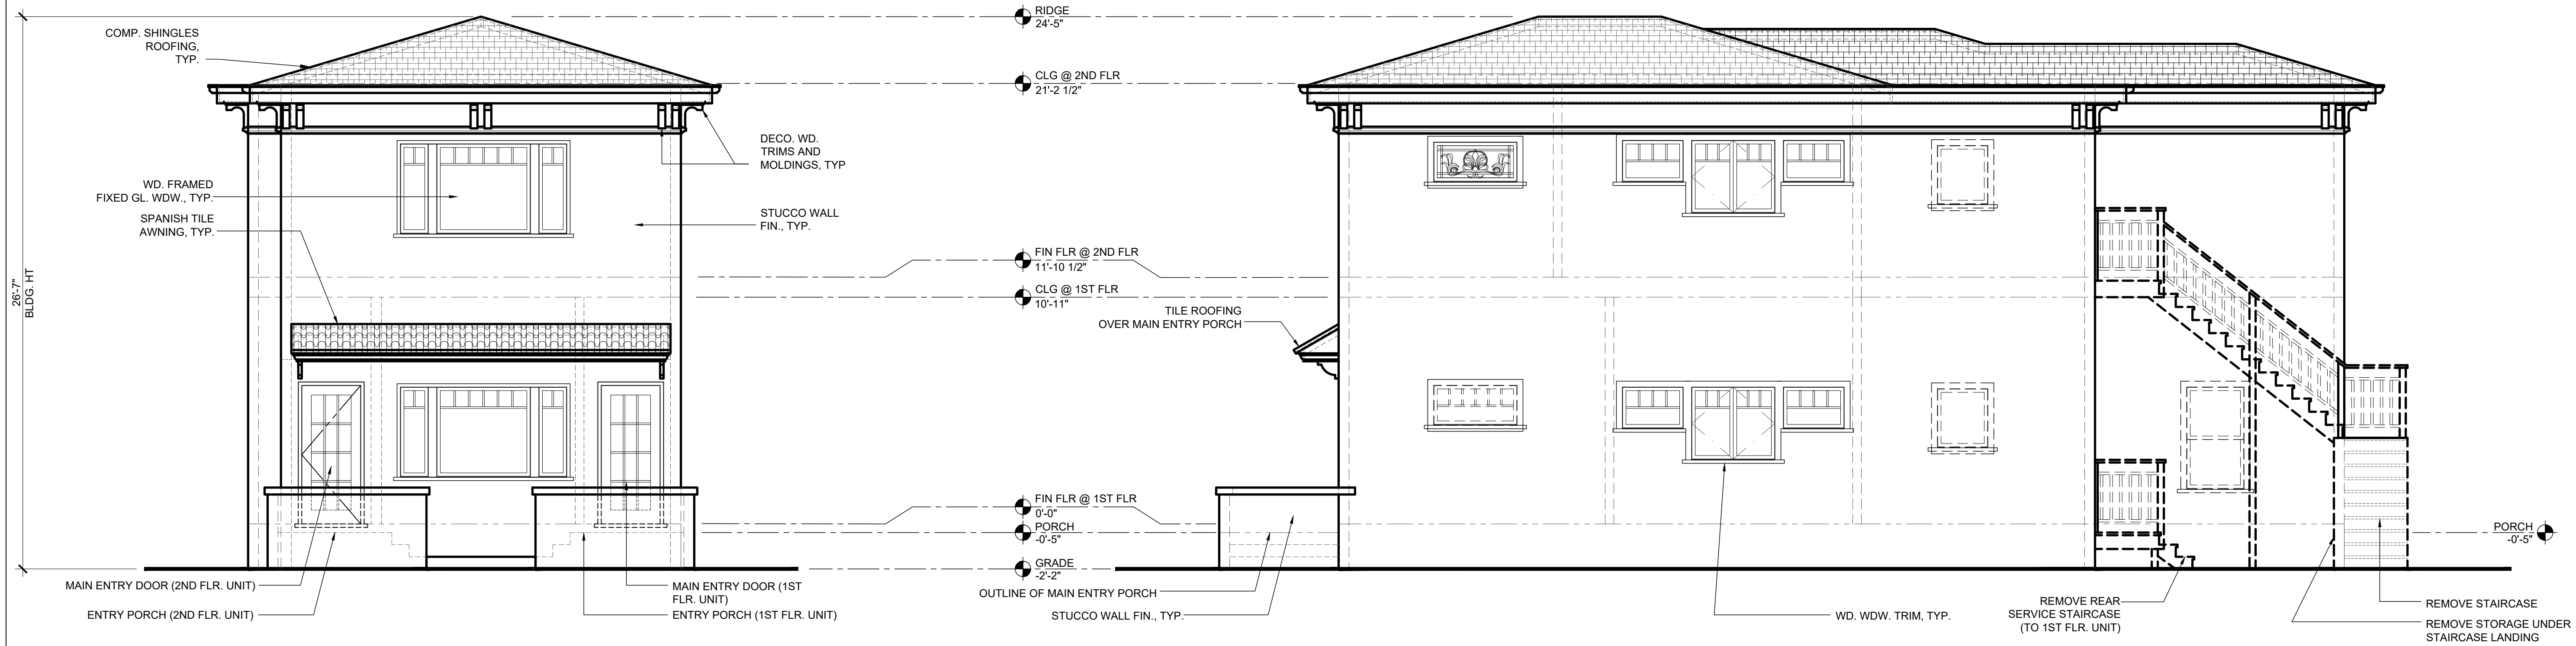 COMP. SHINGLES
ROOFING,
TYP.
WD. FRAMED
FIXED GL. WDW., TYP.
SPANISH TILE
AWNING, TYP.
26'-7"
BLDG. HT
MAIN ENTRY DOOR (2ND FLR. UNIT)
ENTRY PORCH (2ND FLR. UNIT)
DECO. WD.
TRIMS AND
MOLDINGS, TYP
STUCCO WALL
FIN., TYP.
MAIN ENTRY DOOR (1ST
FLR. UNIT)
ENTRY PORCH (1ST FLR. UNIT)
RIDGE
24'-5"
CLG @ 2ND FLR
21'-2 1/2"
FIN FLR @ 2ND FLR
11'-10 1/2"
CLG @ 1ST FLR
10'-11"
FIN FLR @ 1ST FLR
0'-0"
PORCH
-0'-5"
GRADE
-2'-2"
TILE ROOFING
OVER MAIN ENTRY PORCH
OUTLINE OF MAIN ENTRY PORCH
STUCCO WALL FIN., TYP.
WD. WDW. TRIM, TYP.
REMOVE REAR
SERVICE STAIRCASE
(TO 1ST FLR. UNIT)
PORCH
-0'-5"
REMOVE STAIRCASE
REMOVE STORAGE UNDER
STAIRCASE LANDING